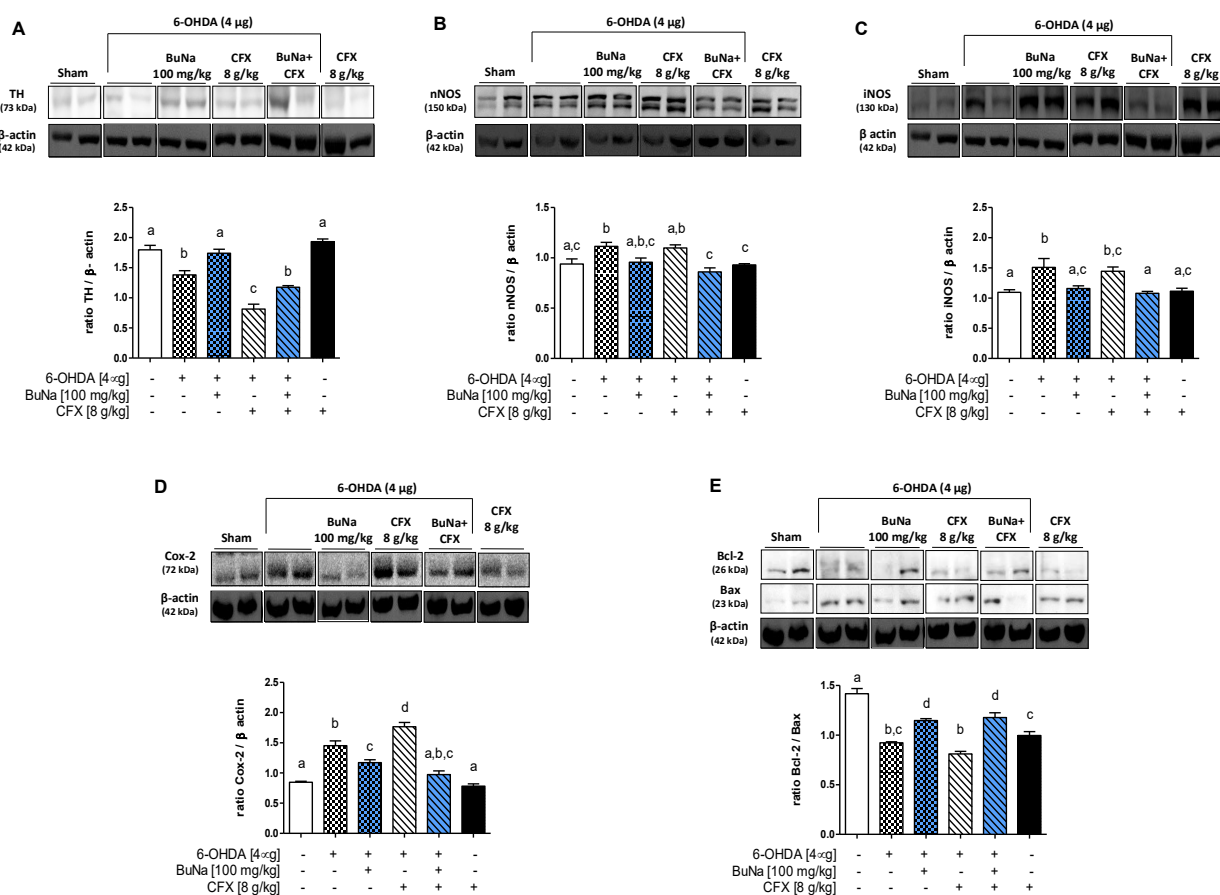 A
6-OHDA (4 µg)
Sham
BuNa 100 mg/kg
CFX 8 g/kg
BuNa+ CFX
CFX 8 g/kg
TH
(73 kDa)
β-actin
(42 kDa)
ratio TH / β- actin
2.5
2.0
1.5
1.0
0.5
0.0
a
b
a
c
b
a
6-OHDA [4∝g] - + + + + -
BuNa [100 mg/kg] - - + - + -
CFX [8 g/kg] - - - + + +
B
6-OHDA (4 µg)
Sham
BuNa 100 mg/kg
CFX 8 g/kg
BuNa+ CFX
CFX 8 g/kg
nNOS
(150 kDa)
β-actin
(42 kDa)
ratio nNOS / β actin
1.5
1.0
0.5
0.0
a,c
b
a,b,c
a,b
c
c
6-OHDA [4∝g] - + + + + -
BuNa [100 mg/kg] - - + - + -
CFX [8 g/kg] - - - + + +
C
6-OHDA (4 µg)
Sham
BuNa 100 mg/kg
CFX 8 g/kg
BuNa+ CFX
CFX 8 g/kg
iNOS
(130 kDa)
β actin
(42 kDa)
ratio iNOS / β actin
2.5
2.0
1.5
1.0
0.5
0.0
a
b
a,c
b,c
a
a,c
6-OHDA [4∝g] - + + + + -
BuNa [100 mg/kg] - - + - + -
CFX [8 g/kg] - - - + + +
D
6-OHDA (4 µg)
Sham
BuNa 100 mg/kg
CFX 8 g/kg
BuNa+ CFX
CFX 8 g/kg
Cox-2
(72 kDa)
β-actin
(42 kDa)
ratio Cox-2 / β actin
2.5
2.0
1.5
1.0
0.5
0.0
a
b
c
d
a,b,c
a
6-OHDA [4∝g] - + + + + -
BuNa [100 mg/kg] - - + - + -
CFX [8 g/kg] - - - + + +
E
6-OHDA (4 µg)
Sham
BuNa 100 mg/kg
CFX 8 g/kg
BuNa+ CFX
CFX 8 g/kg
Bcl-2
(26 kDa)
Bax
(23 kDa)
β-actin
(42 kDa)
ratio Bcl-2 / Bax
1.5
1.0
0.5
0.0
a
b,c
d
b
d
c
6-OHDA [4∝g] - + + + + -
BuNa [100 mg/kg] - - + - + -
CFX [8 g/kg] - - - + + +